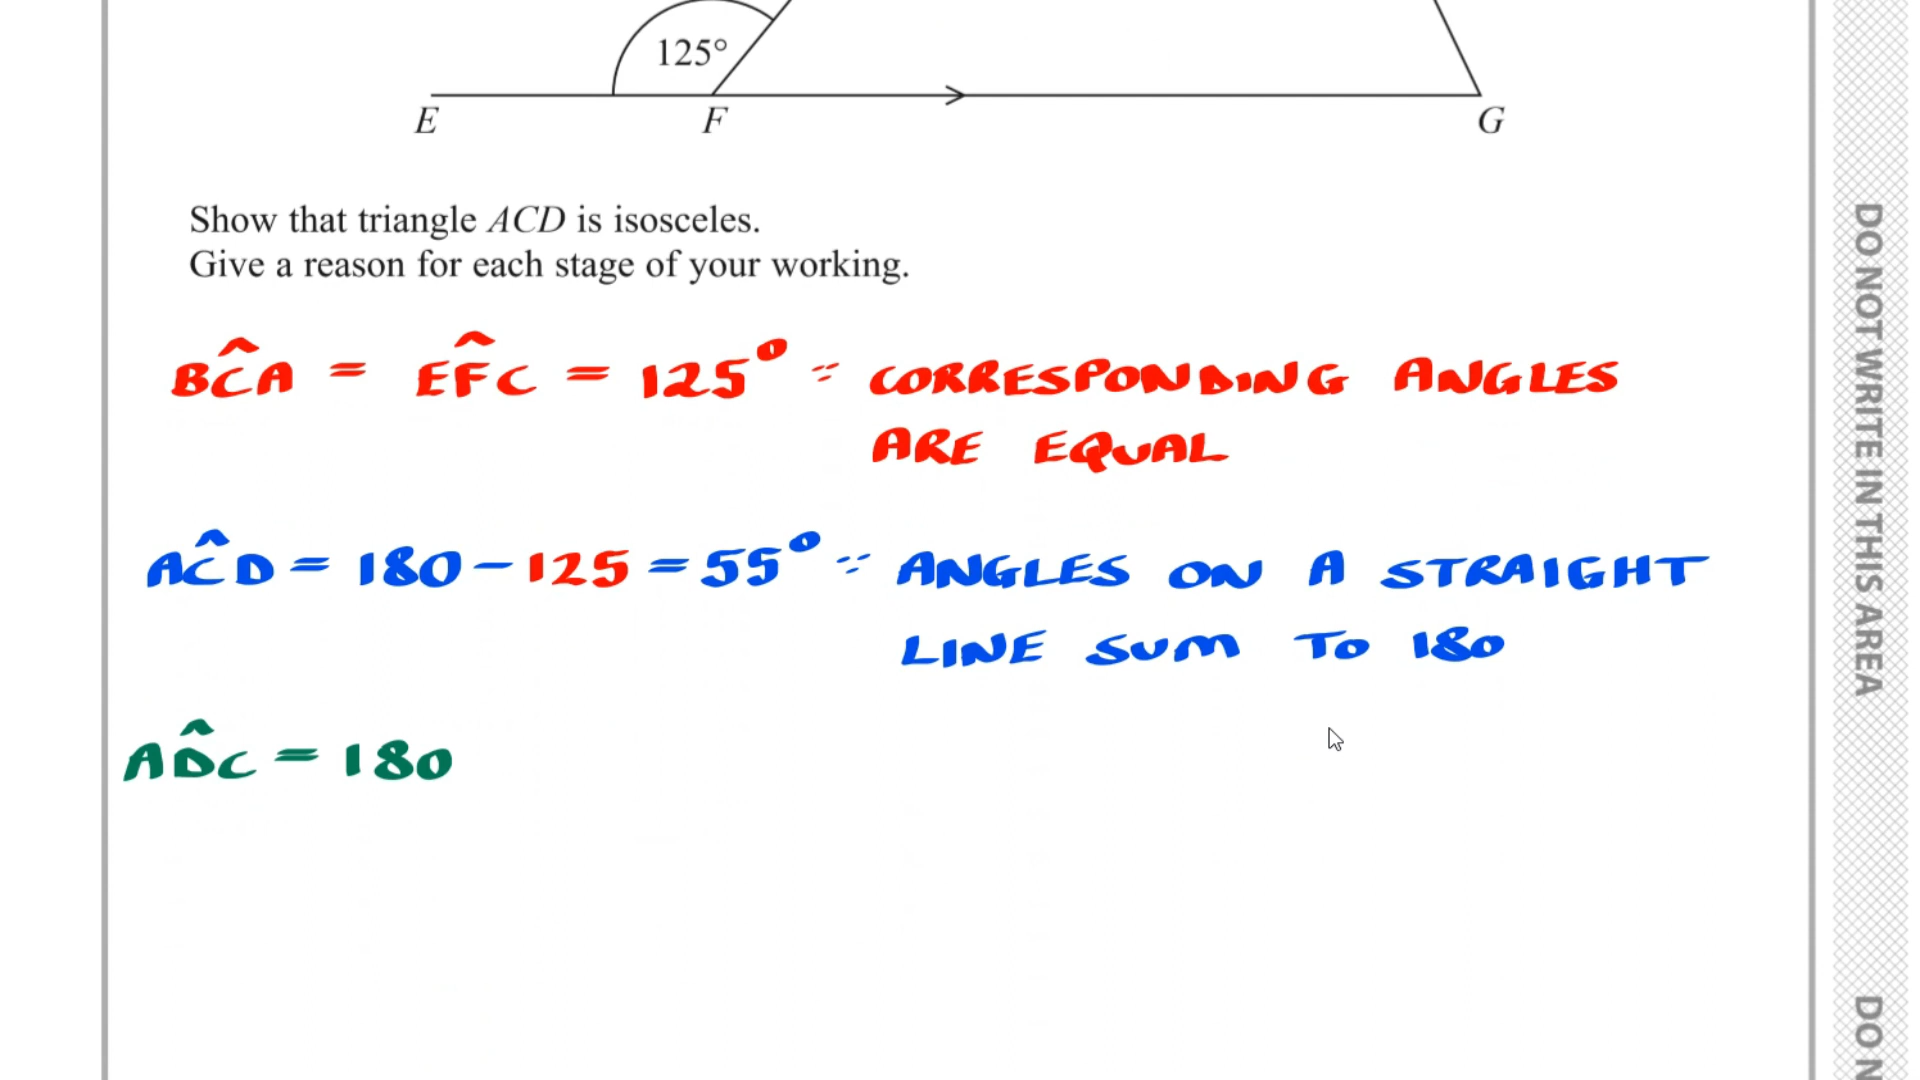 125°
E F G
Show that triangle ACD is isosceles.
Give a reason for each stage of your working.
BĈA = EF̂C = 125° ∵ CORRESPONDING ANGLES
ARE EQUAL
AĈD = 180 - 125 = 55° ∵ ANGLES ON A STRAIGHT
LINE SUM TO 180
AD̂C = 180
DO NOT WRITE IN THIS AREA
DO N